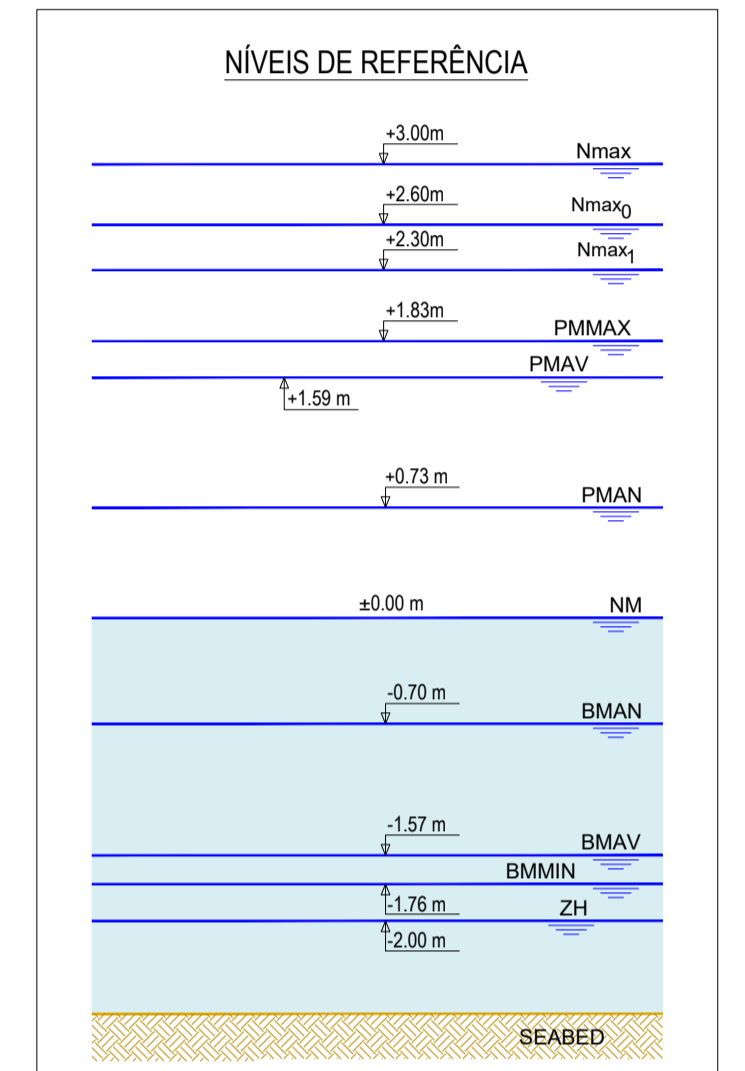 NÍVEIS DE REFERÊNCIA
+3.00m
Nmax
+2.60m
Nmax0
+2.30m
Nmax1
+1.83m
PMMAX
PMAV
+1.59 m
+0.73 m
PMAN
±0.00 m
NM
-0.70 m
BMAN
-1.57 m
BMAV
BMMIN
-1.76 m
ZH
-2.00 m
SEABED